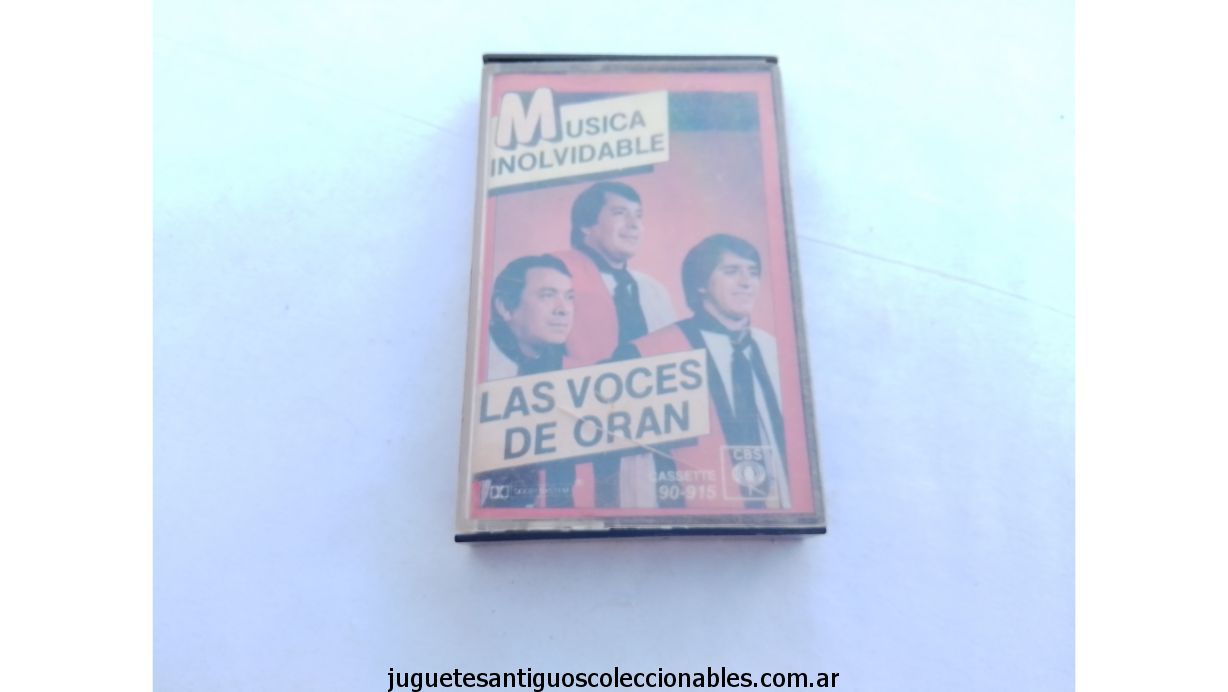 MUSICA
INOLVIDABLE
LAS VOCES
DE ORAN
CBS
CASSETTE
90-915
juguetesantiguoscoleccionables.com.ar